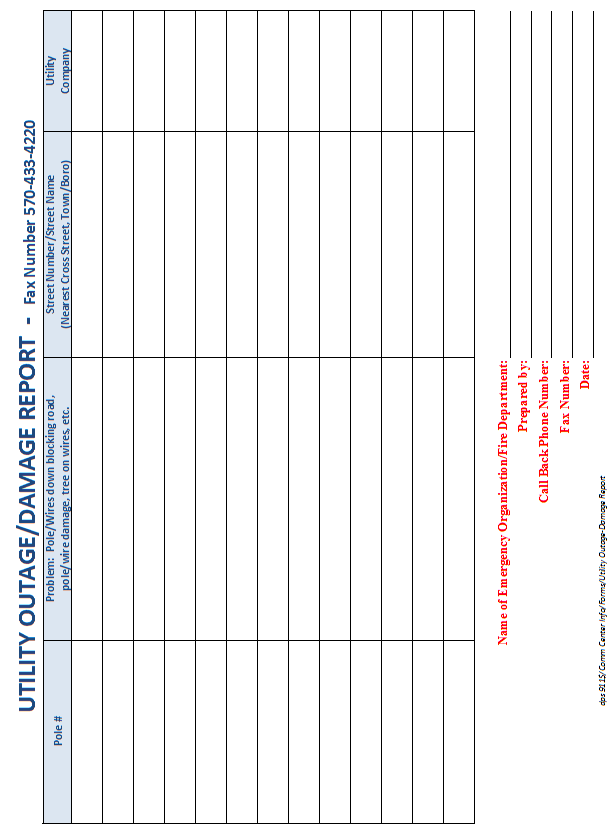 UTILITY OUTAGE/DAMAGE REPORT - Fax Number 570-433-4220
Pole #
Problem: Pole/Wires down blocking road,
pole/wire damage, tree on wires, etc.
Street Number/Street Name
(Nearest Cross Street, Town/Boro)
Utility
Company
Name of Emergency Organization/Fire Department:
Prepared by:
Call Back Phone Number:
Fax Number:
Date:
dps 911$/Comm Center Info/Forms/Utility Outage-Damage Report